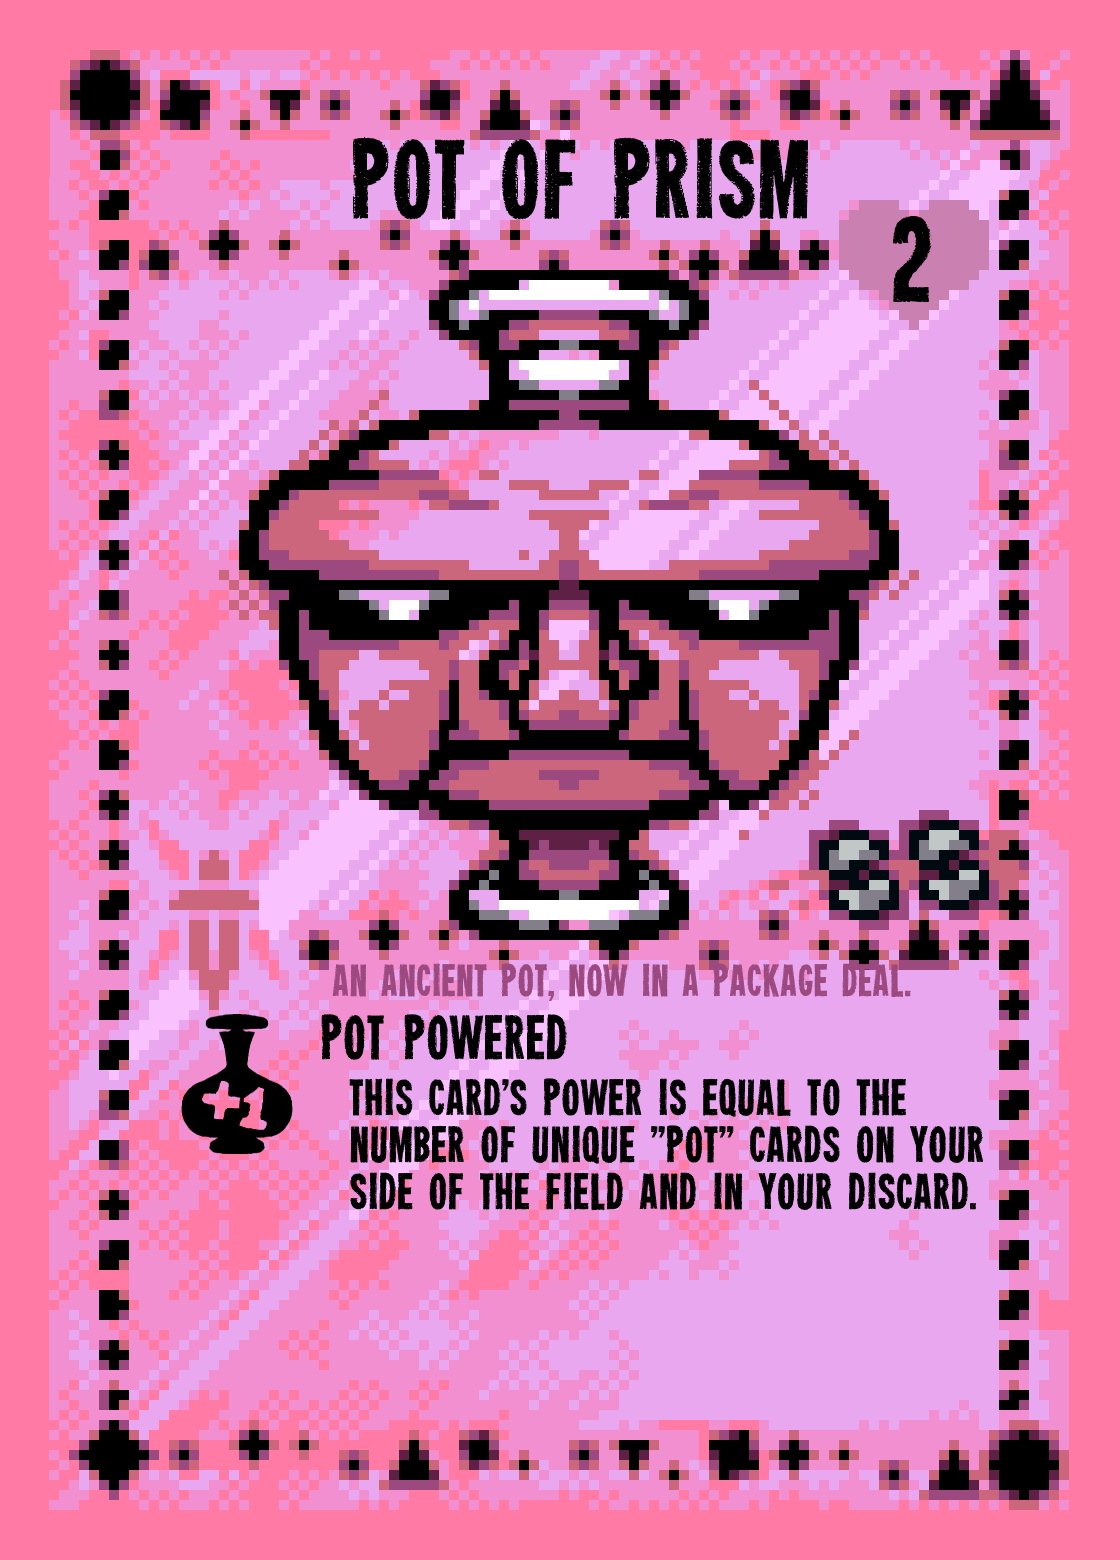 POT OF PRISM
2
AN ANCIENT POT, NOW IN A PACKAGE DEAL.
POT POWERED
+1
THIS CARD'S POWER IS EQUAL TO THE
NUMBER OF UNIQUE "POT" CARDS ON YOUR
SIDE OF THE FIELD AND IN YOUR DISCARD.